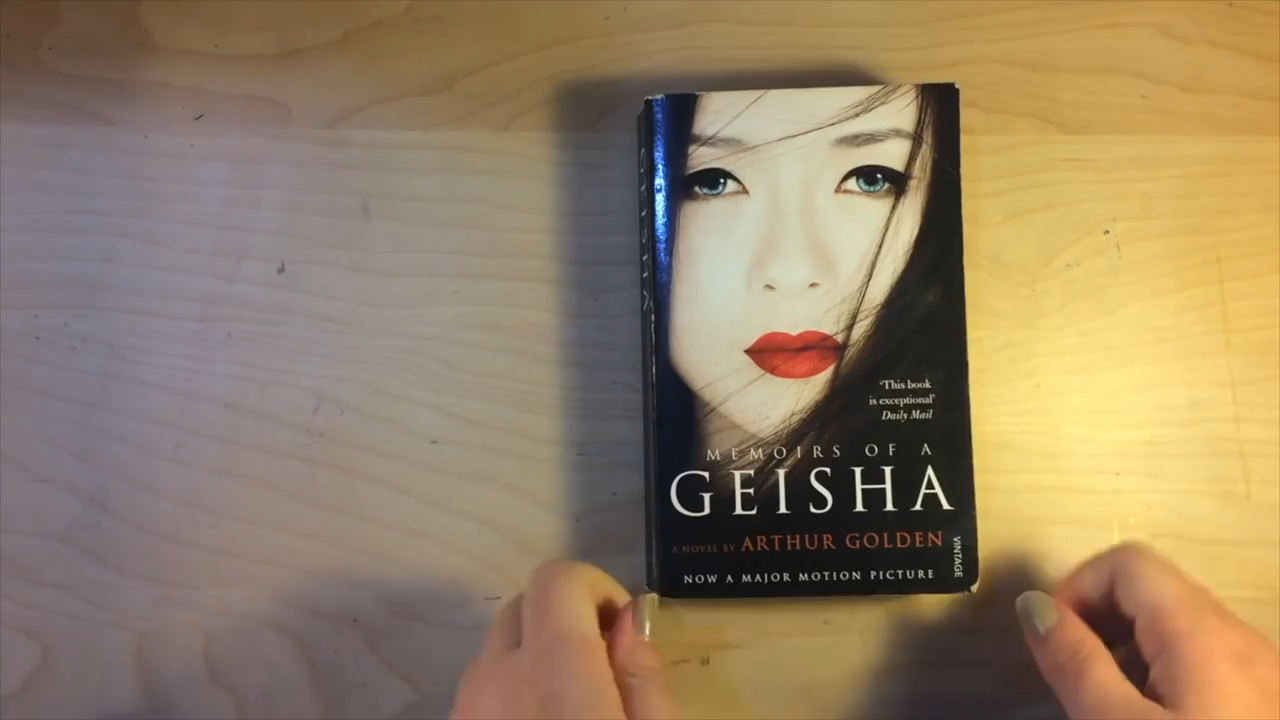 ‘This book
is exceptional’
Daily Mail
MEMOIRS OF A
GEISHA
A NOVEL BY ARTHUR GOLDEN
NOW A MAJOR MOTION PICTURE
VINTAGE